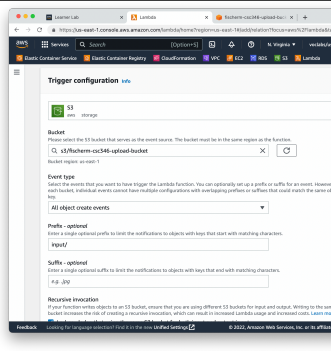 Learner Lab
Lambda
fischerm-csc346-upload-buck
https://us-east-1.console.aws.amazon.com/lambda/home?region=us-east-1#/add/relation?focus=aws%2Flambda
aws
Services
Search
[Option+S]
N. Virginia
voclabs/u
Elastic Container Service
Elastic Container Registry
CloudFormation
VPC
EC2
RDS
S3
Lambda
Trigger configuration Info
S3
aws storage
Bucket
Please select the S3 bucket that serves as the event source. The bucket must be in the same region as the function.
s3/fischerm-csc346-upload-bucket
Bucket region: us-east-1
Event type
Select the events that you want to have trigger the Lambda function. You can optionally set up a prefix or suffix for an event. However
each bucket, individual events cannot have multiple configurations with overlapping prefixes or suffixes that could match the same ob
key.
All object create events
Prefix - optional
Enter a single optional prefix to limit the notifications to objects with keys that start with matching characters.
input/
Suffix - optional
Enter a single optional suffix to limit the notifications to objects with keys that end with matching characters.
e.g. .jpg
Recursive invocation
If your function writes objects to an S3 bucket, ensure that you are using different S3 buckets for input and output. Writing to the sam
bucket increases the risk of creating a recursive invocation, which can result in increased Lambda usage and increased costs. Learn mo
Feedback
Looking for language selection? Find it in the new Unified Settings
© 2022, Amazon Web Services, Inc. or its affiliat